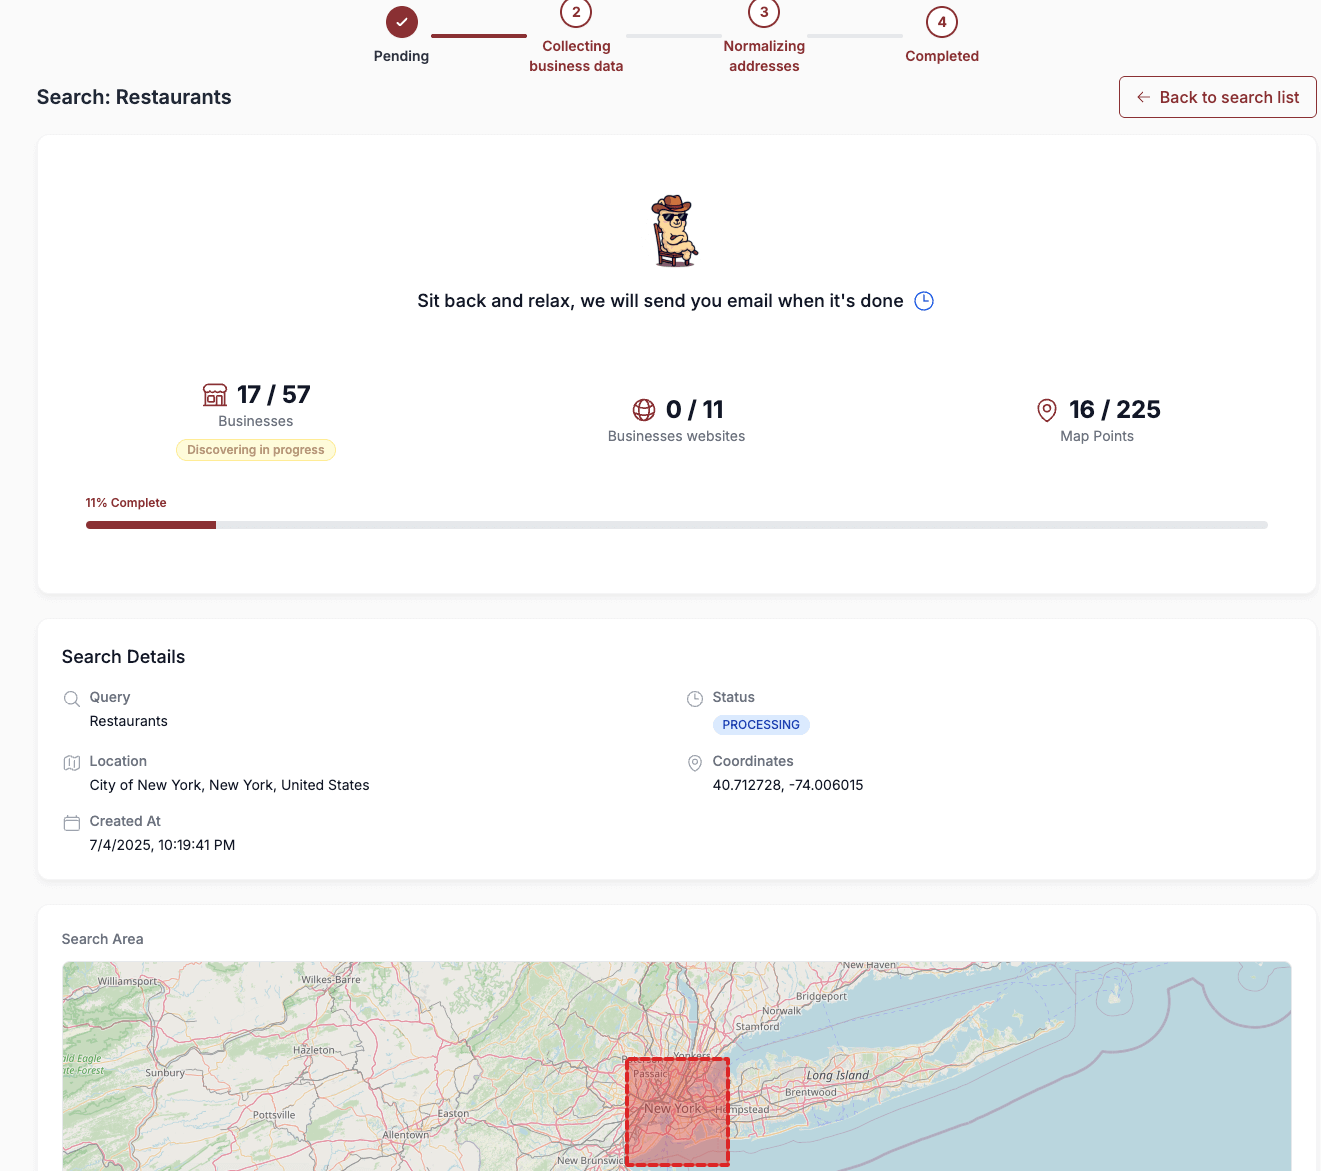 2
3
4
Pending
Collecting
business data
Normalizing
addresses
Completed
Search: Restaurants
Back to search list
Sit back and relax, we will send you email when it's done
17 / 57
Businesses
Discovering in progress
0 / 11
Businesses websites
16 / 225
Map Points
11% Complete
Search Details
Query
Restaurants
Status
PROCESSING
Location
City of New York, New York, United States
Coordinates
40.712728, -74.006015
Created At
7/4/2025, 10:19:41 PM
Search Area
New Haven
Wilkes-Barre
Williamsport
Bridgeport
Norwalk
Stamford
Hazleton
Yonkers
ald Eagle
ate Forest
Sunbury
Passaic
Long Island
Brentwood
New York
Hempstead
Pottsville
Easton
Allentown
New Brunswic